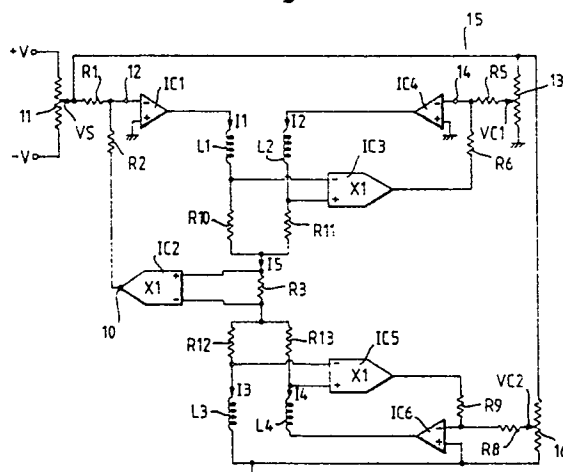 15
+V
R1
12
IC1
IC4
14
R5
13
11
VS
I1
I2
VC1
-V
R2
L1
L2
IC3
R6
X1
R10
R11
IC2
I5
X1
R3
10
R12
R13
IC5
X1
I3
I4
R9
VC2
L3
L4
IC6
R8
16